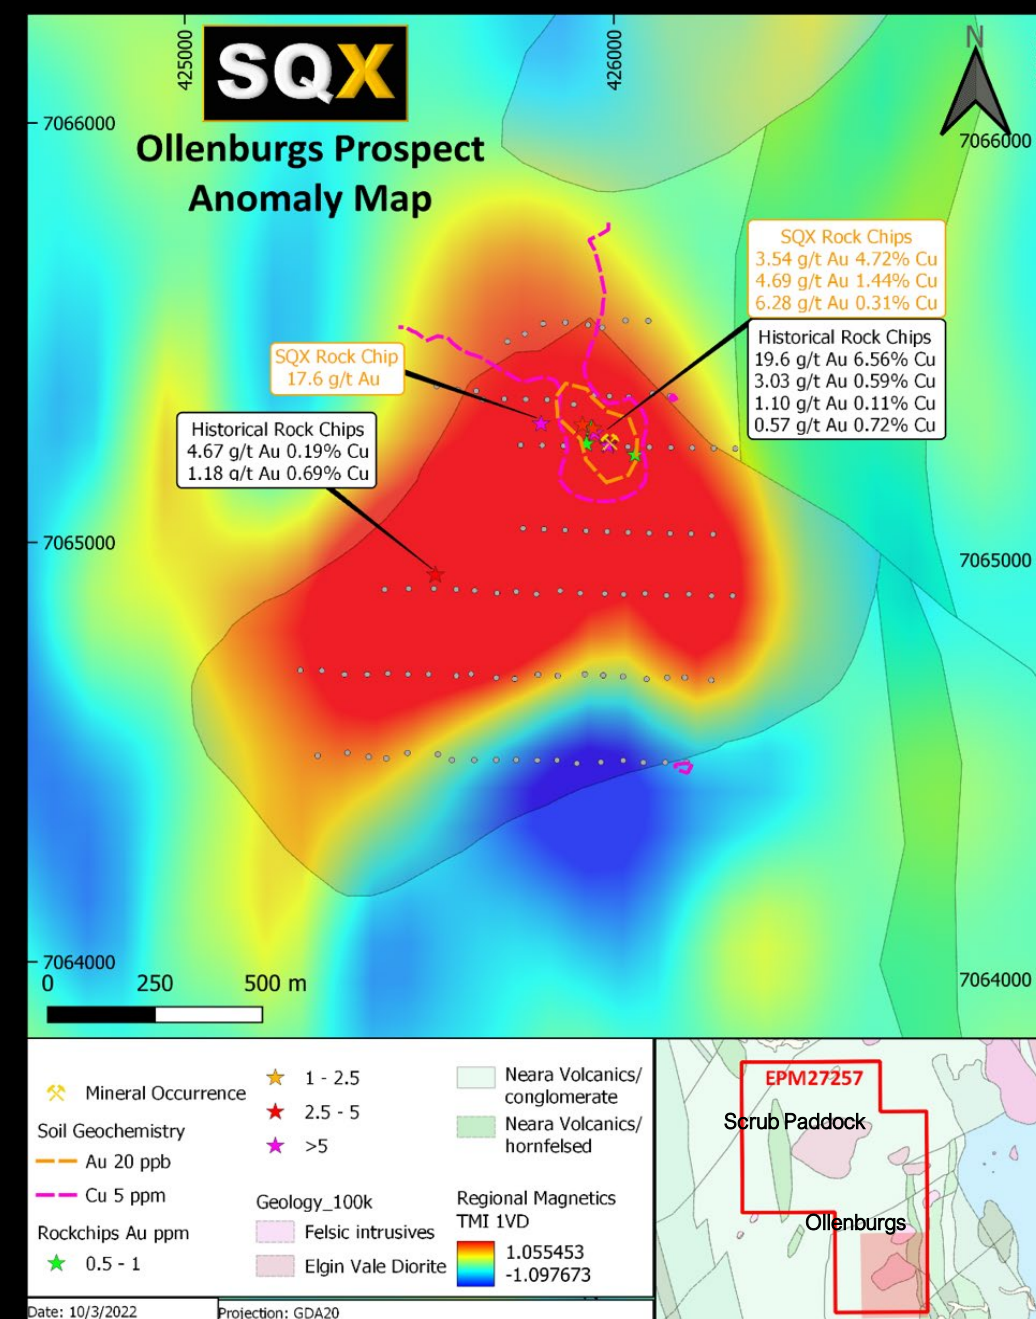 425000
426000
SQX
N
7066000
7066000
Ollenburgs Prospect
Anomaly Map
SQX Rock Chips
3.54 g/t Au 4.72% Cu
4.69 g/t Au 1.44% Cu
6.28 g/t Au 0.31% Cu
Historical Rock Chips
19.6 g/t Au 6.56% Cu
3.03 g/t Au 0.59% Cu
1.10 g/t Au 0.11% Cu
0.57 g/t Au 0.72% Cu
SQX Rock Chip
17.6 g/t Au
Historical Rock Chips
4.67 g/t Au 0.19% Cu
1.18 g/t Au 0.69% Cu
7065000
7065000
7064000
7064000
0 250 500 m
Mineral Occurrence
Soil Geochemistry
Au 20 ppb
Cu 5 ppm
Rockchips Au ppm
0.5 - 1
1 - 2.5
2.5 - 5
>5
Geology_100k
Felsic intrusives
Elgin Vale Diorite
Neara Volcanics/
conglomerate
Neara Volcanics/
hornfelsed
Regional Magnetics
TMI 1VD
1.055453
-1.097673
EPM27257
Scrub Paddock
Ollenburgs
Date: 10/3/2022
Projection: GDA20